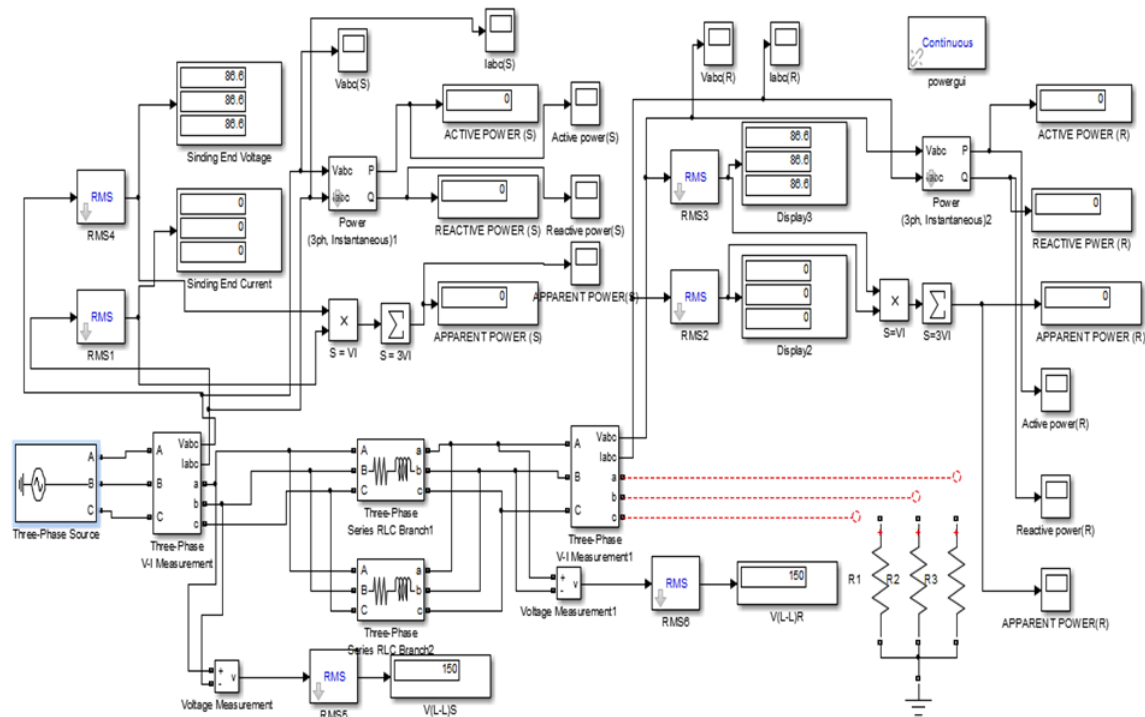 Continuous
powergui
Vabc(S)
Iabc(S)
Vabc(R)
Iabc(R)
86.6
86.6
86.6
Sinding End Voltage
0
ACTIVE POWER (S)
Active power(S)
86.6
86.6
86.6
Display3
0
ACTIVE POWER (R)
RMS
RMS4
0
0
0
Sinding End Current
Vabc
Iabc
P
Q
Power
(3ph, Instantaneous)1
0
REACTIVE POWER (S)
Reactive power(S)
RMS
RMS3
Vabc
Iabc
P
Q
Power
(3ph, Instantaneous)2
0
REACTIVE POWER (R)
RMS
RMS1
×
S = VI
∑
S = 3VI
0
APPARENT POWER (S)
APPARENT POWER(S)
RMS
RMS2
0
0
0
Display2
×
S=VI
∑
S=3VI
0
APPARENT POWER (R)
Active power(R)
A
B
C
Three-Phase Source
A
B
C
Vabc
Iabc
a
b
c
Three-Phase
V-I Measurement
A
B
C
a
b
c
Three-Phase
Series RLC Branch1
A
B
C
a
b
c
Three-Phase
Series RLC Branch2
A
B
C
Vabc
Iabc
a
b
c
Three-Phase
V-I Measurement1
Reactive power(R)
R1
R2
R3
APPARENT POWER(R)
+
-
v
Voltage Measurement1
RMS
RMS6
150
V(L-L)R
+
-
v
Voltage Measurement
RMS
RMS5
150
V(L-L)S